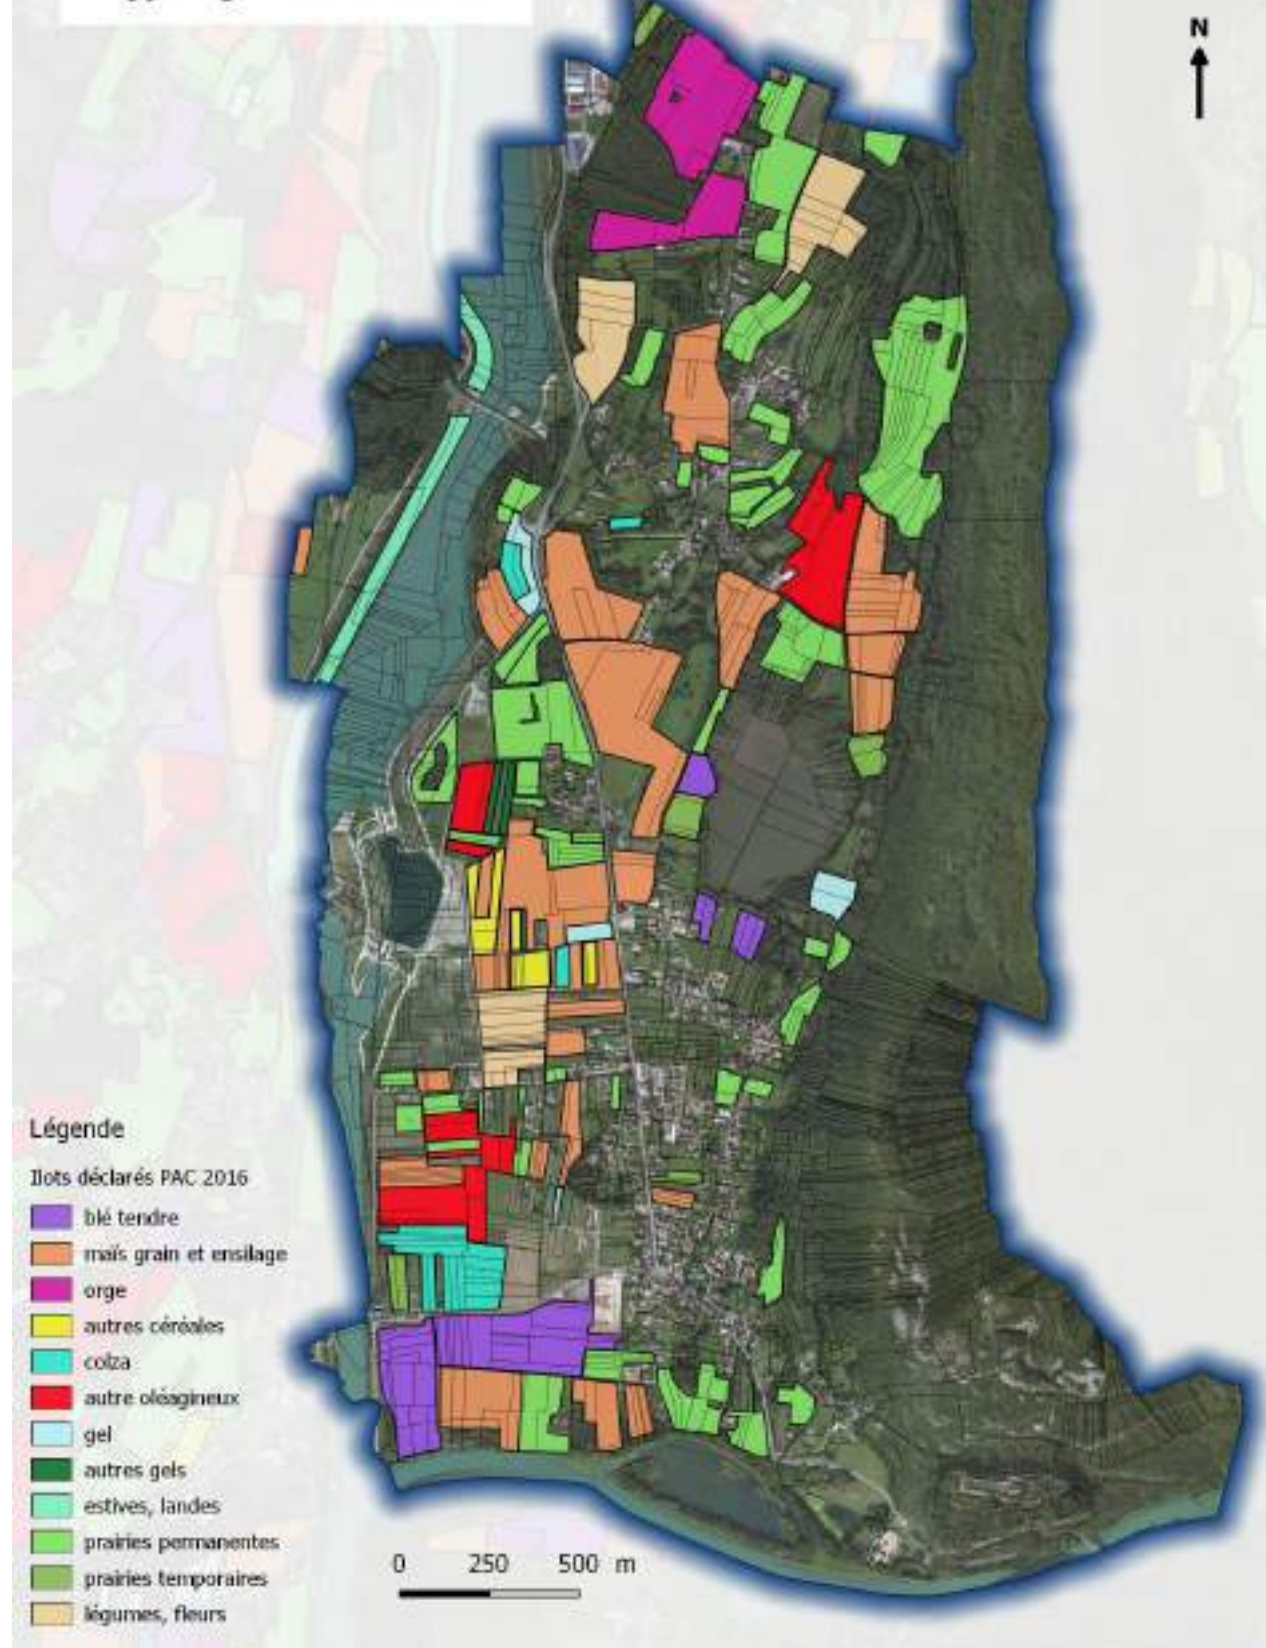 N
Légende
Ilots déclarés PAC 2016
blé tendre
maïs grain et ensilage
orge
autres céréales
colza
autre oléagineux
gel
autres gels
estives, landes
prairies permanentes
prairies temporaires
légumes, fleurs
0 250 500 m